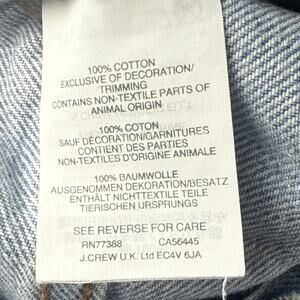 100% COTTON
EXCLUSIVE OF DECORATION/
TRIMMING
CONTAINS NON-TEXTILE PARTS OF
ANIMAL ORIGIN
100% COTON
SAUF DÉCORATION/GARNITURES
CONTIENT DES PARTIES
NON-TEXTILES D'ORIGINE ANIMALE
100% BAUMWOLLE
AUSGENOMMEN DEKORATION/BESATZ
ENTHÄLT NICHTTEXTILE TEILE
TIERISCHEN URSPRUNGS
SEE REVERSE FOR CARE
RN77388 CA56445
J.CREW U.K. Ltd EC4V 6JA